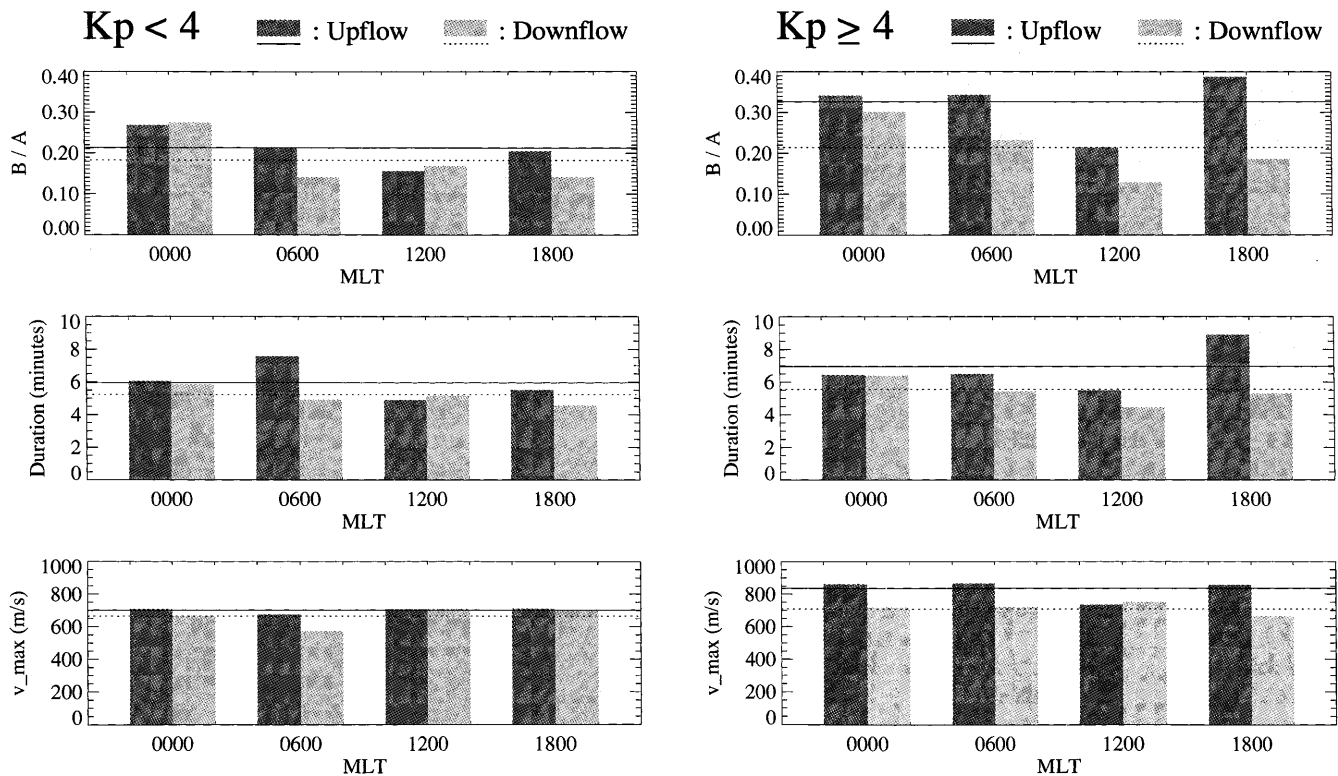 Kp < 4 : Upflow : Downflow
B / A
0.40
0.30
0.20
0.10
0.00
0000 0600 1200 1800
MLT
Duration (minutes)
10
8
6
4
2
0
0000 0600 1200 1800
MLT
v_max (m/s)
1000
800
600
400
200
0
0000 0600 1200 1800
MLT
Kp ≥ 4 : Upflow : Downflow
B / A
0.40
0.30
0.20
0.10
0.00
0000 0600 1200 1800
MLT
Duration (minutes)
10
8
6
4
2
0
0000 0600 1200 1800
MLT
v_max (m/s)
1000
800
600
400
200
0
0000 0600 1200 1800
MLT